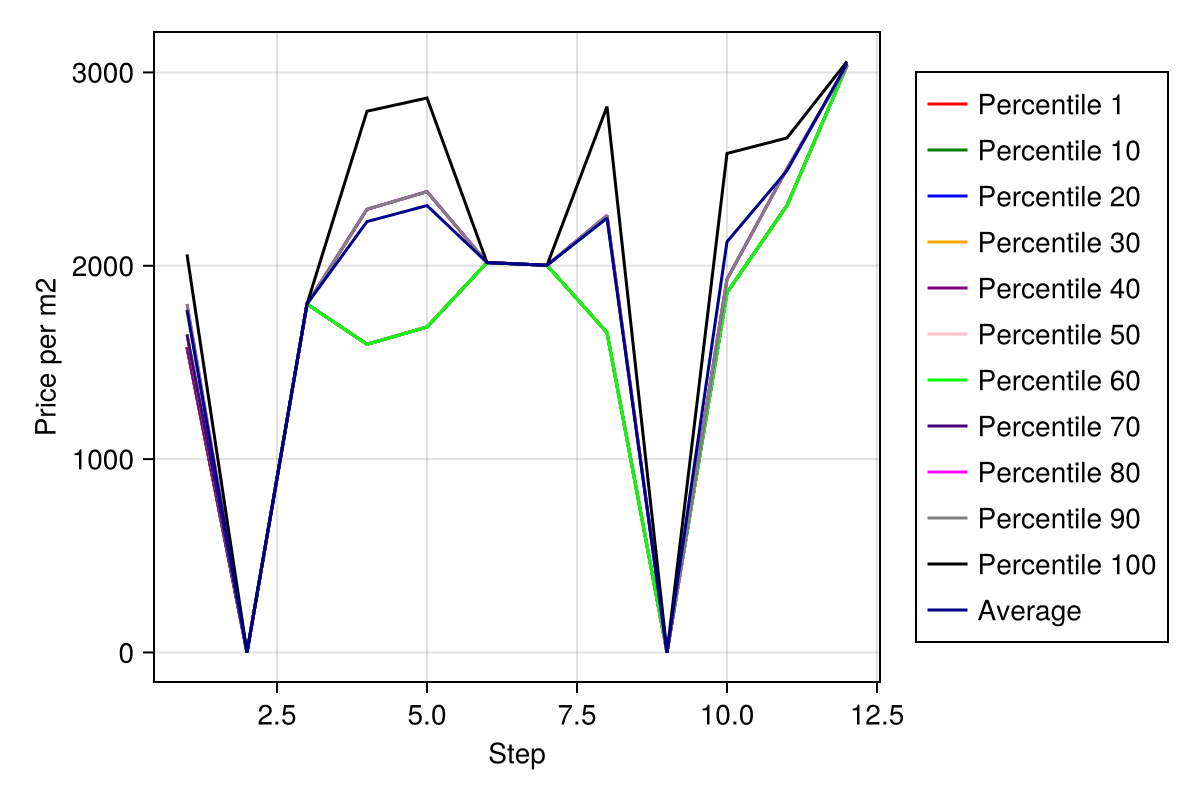 3000
2000
1000
0
Price per m2
2.5
5.0
7.5
10.0
12.5
Step
Percentile 1
Percentile 10
Percentile 20
Percentile 30
Percentile 40
Percentile 50
Percentile 60
Percentile 70
Percentile 80
Percentile 90
Percentile 100
Average